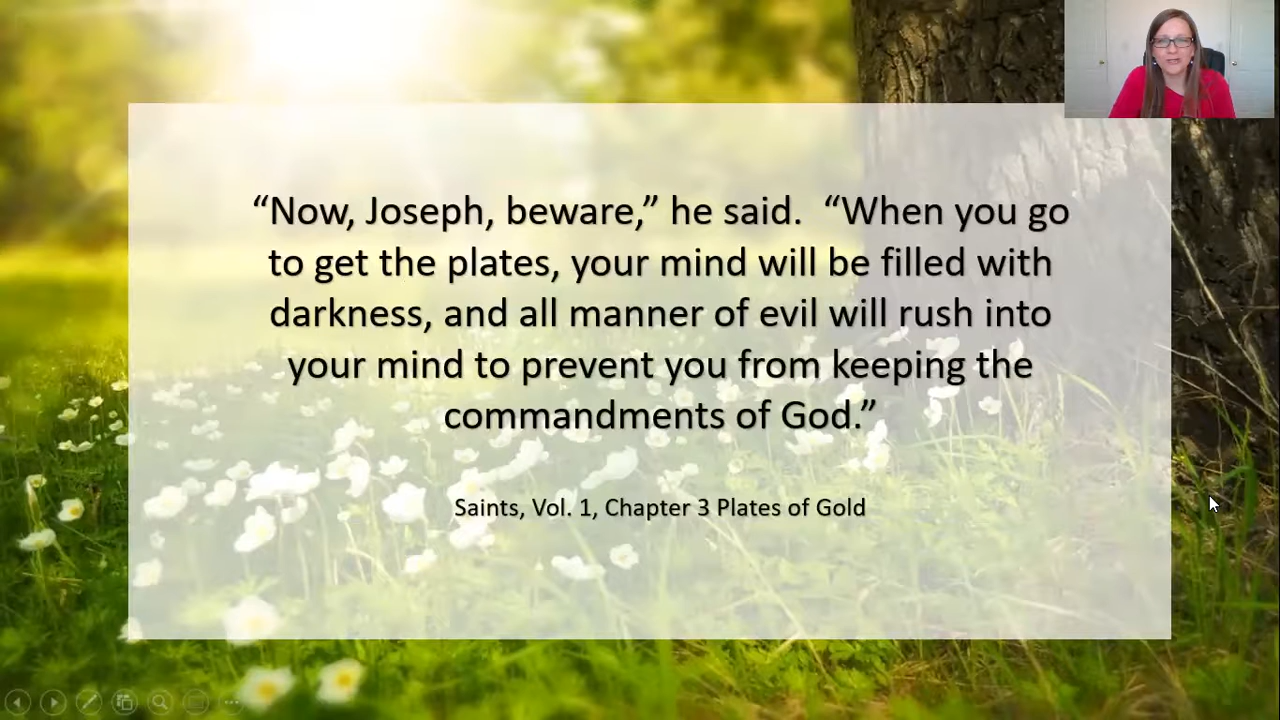 “Now, Joseph, beware,” he said.  “When you go
to get the plates, your mind will be filled with
darkness, and all manner of evil will rush into
your mind to prevent you from keeping the
commandments of God.”
Saints, Vol. 1, Chapter 3 Plates of Gold